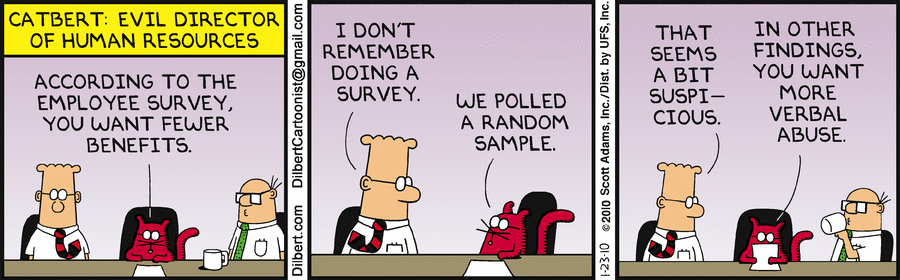 CATBERT: EVIL DIRECTOR
OF HUMAN RESOURCES
ACCORDING TO THE
EMPLOYEE SURVEY,
YOU WANT FEWER
BENEFITS.
Dilbert.com DilbertCartoonist@gmail.com
I DON'T
REMEMBER
DOING A
SURVEY.
WE POLLED
A RANDOM
SAMPLE.
1-23-10 © 2010 Scott Adams, Inc./Dist. by UFS, Inc.
THAT
SEEMS
A BIT
SUSPI-
CIOUS.
IN OTHER
FINDINGS,
YOU WANT
MORE
VERBAL
ABUSE.